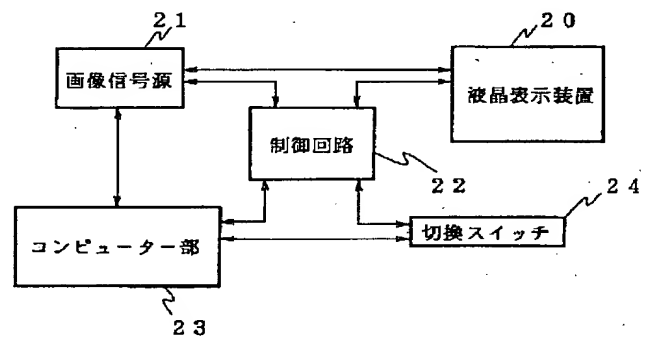 ２１
画像信号源
２０
液晶表示装置
制御回路
２２
２４
切換スイッチ
コンピューター部
２３